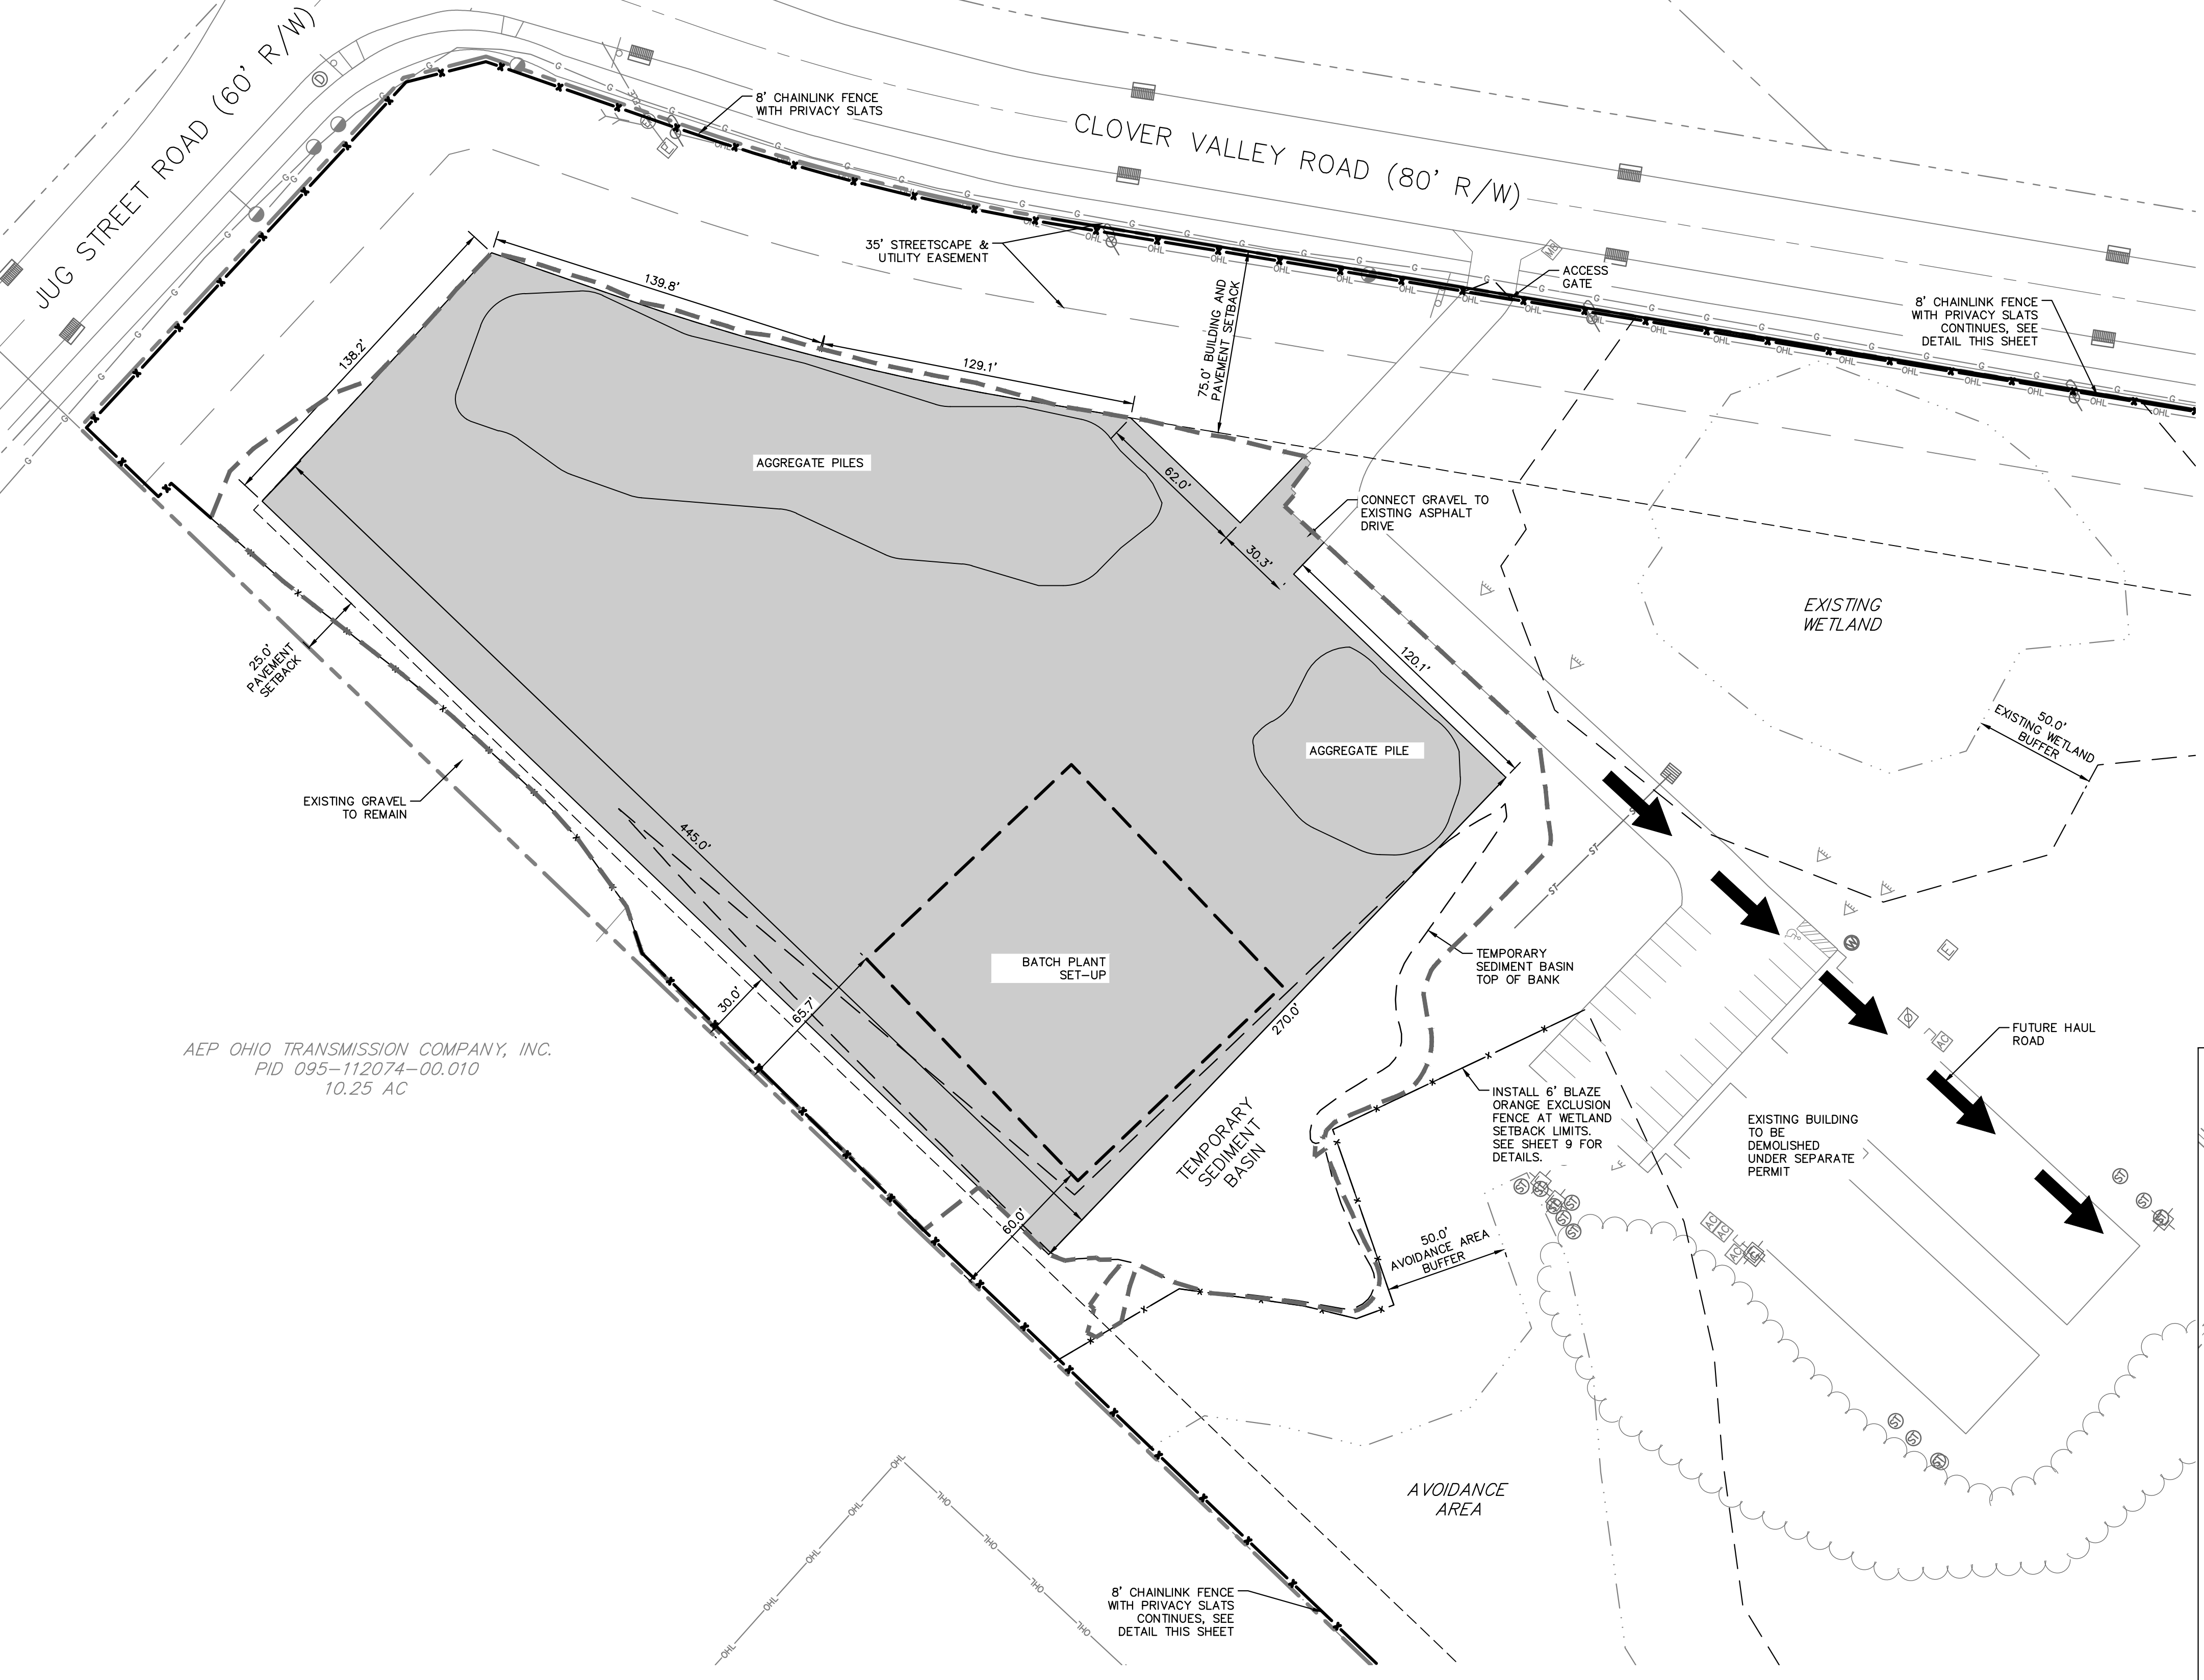 JUG STREET ROAD (60' R/W)
CLOVER VALLEY ROAD (80' R/W)
8' CHAINLINK FENCE
WITH PRIVACY SLATS
35' STREETSCAPE &
UTILITY EASEMENT
139.8'
129.1'
138.2'
75.0' BUILDING AND
PAVEMENT SETBACK
ACCESS
GATE
8' CHAINLINK FENCE
WITH PRIVACY SLATS
CONTINUES, SEE
DETAIL THIS SHEET
AGGREGATE PILES
62.0'
30.3'
CONNECT GRAVEL TO
EXISTING ASPHALT
DRIVE
EXISTING
WETLAND
25.0'
PAVEMENT
SETBACK
120.1'
50.0'
EXISTING WETLAND
BUFFER
AGGREGATE PILE
EXISTING GRAVEL
TO REMAIN
445.0'
BATCH PLANT
SET-UP
TEMPORARY
SEDIMENT BASIN
TOP OF BANK
30.0'
65.7'
270.0'
FUTURE HAUL
ROAD
AEP OHIO TRANSMISSION COMPANY, INC.
PID 095-112074-00.010
10.25 AC
TEMPORARY
SEDIMENT
BASIN
INSTALL 6' BLAZE
ORANGE EXCLUSION
FENCE AT WETLAND
SETBACK LIMITS.
SEE SHEET 9 FOR
DETAILS.
EXISTING BUILDING
TO BE
DEMOLISHED
UNDER SEPARATE
PERMIT
60.0'
50.0'
AVOIDANCE AREA
BUFFER
AVOIDANCE
AREA
8' CHAINLINK FENCE
WITH PRIVACY SLATS
CONTINUES, SEE
DETAIL THIS SHEET